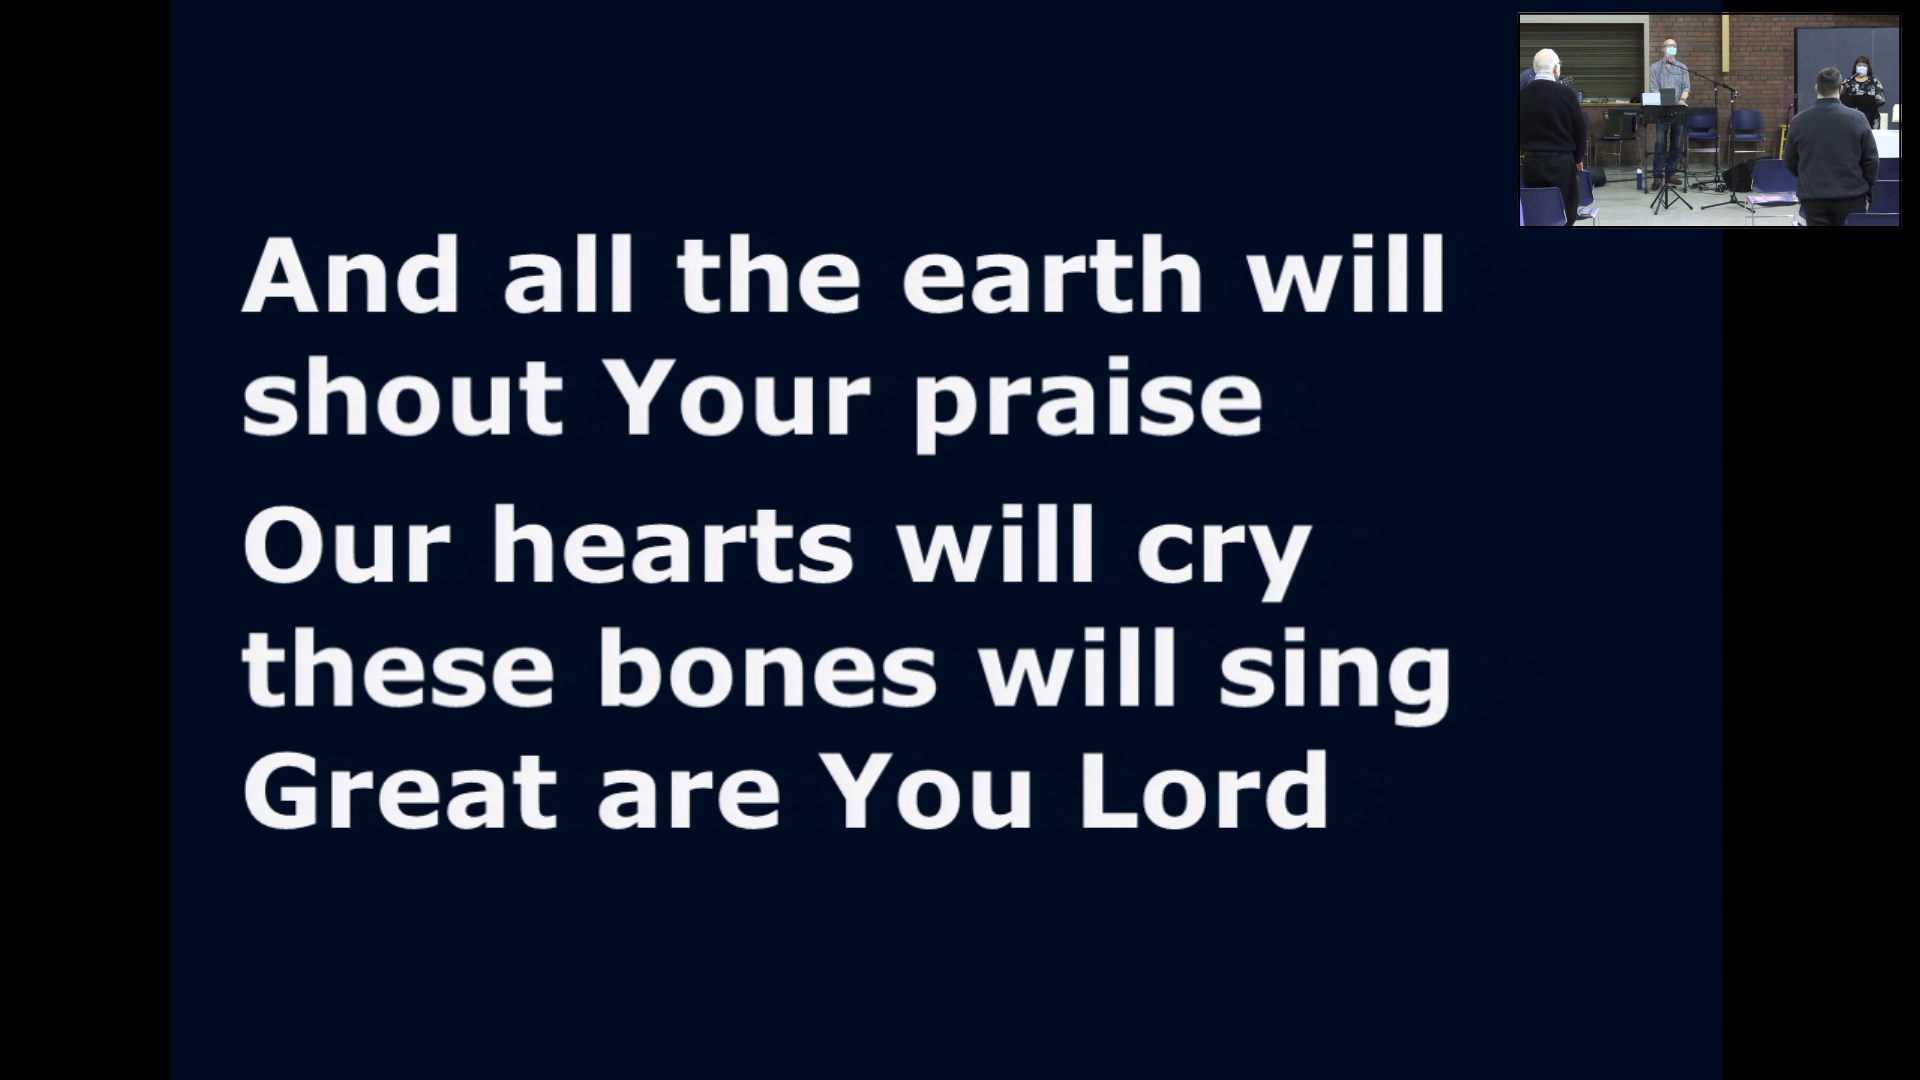 And all the earth will
shout Your praise
Our hearts will cry
these bones will sing
Great are You Lord